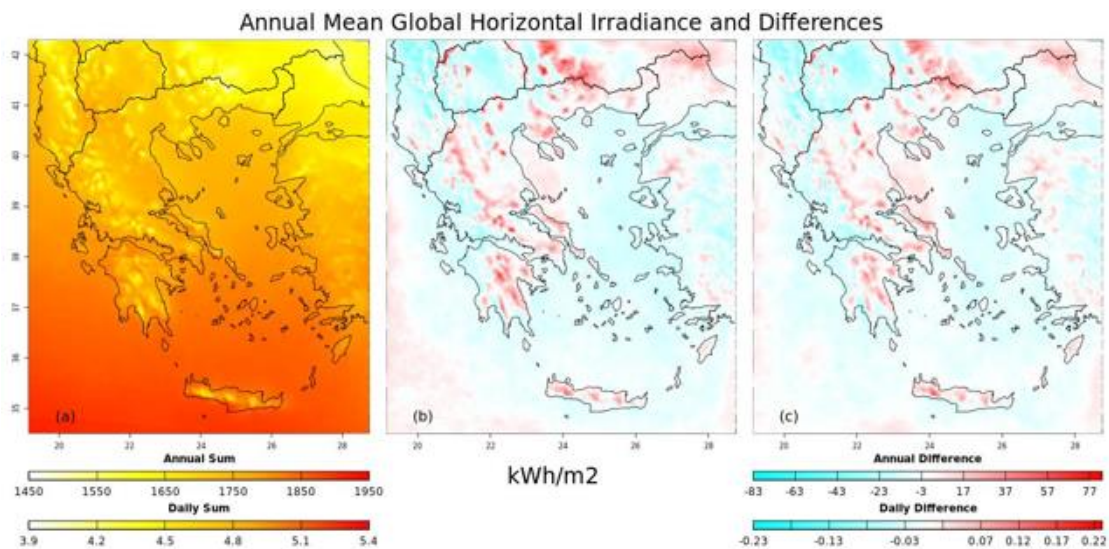 Annual Mean Global Horizontal Irradiance and Differences
42
41
40
39
38
37
36
35
(a)
(b)
(c)
20 22 24 26 28
20 22 24 26 28
20 22 24 26 28
Annual Sum
1450 1550 1650 1750 1850 1950
Daily Sum
3.9 4.2 4.5 4.8 5.1 5.4
kWh/m2
Annual Difference
-83 -63 -43 -23 -3 17 37 57 77
Daily Difference
-0.23 -0.13 -0.03 0.07 0.12 0.17 0.22